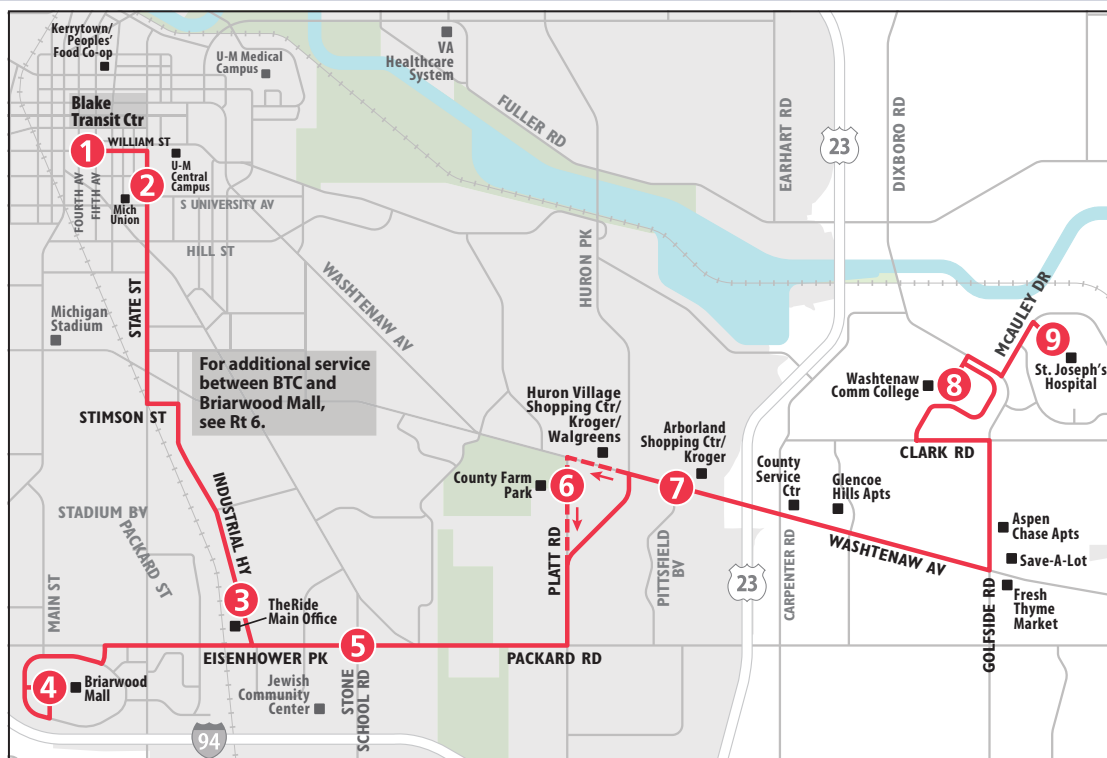 Kerrytown/
Peoples'
Food Co-op
U-M Medical
Campus
VA
Healthcare
System
Blake
Transit Ctr
1
WILLIAM ST
2
U-M
Central
Campus
FOURTH AV
FIFTH AV
Mich
Union
S UNIVERSITY AV
HILL ST
STATE ST
Michigan
Stadium
WASHTENAW AV
FULLER RD
HURON PK
EARHART RD
23
DIXBORO RD
MCAULEY DR
9
St. Joseph's
Hospital
8
Washtenaw
Comm College
CLARK RD
For additional service
between BTC and
Briarwood Mall,
see Rt 6.
STIMSON ST
INDUSTRIAL HY
STADIUM BV
PACKARD ST
MAIN ST
Huron Village
Shopping Ctr/
Kroger/
Walgreens
Arborland
Shopping Ctr/
Kroger
County Farm
Park
6
7
County
Service
Ctr
Glencoe
Hills Apts
WASHTENAW AV
Aspen
Chase Apts
Save-A-Lot
Fresh
Thyme
Market
GOLFSIDE RD
PLATT RD
PITTSFIELD
BV
23
CARPENTER RD
3
TheRide
Main Office
EISENHOWER PK
5
PACKARD RD
4
Briarwood
Mall
Jewish
Community
Center
STONE
SCHOOL RD
94